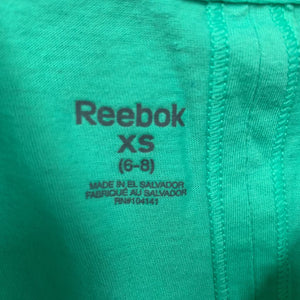 Reebok
XS
(6-8)
MADE IN EL SALVADOR
FABRIQUÉ AU SALVADOR
RN#104141